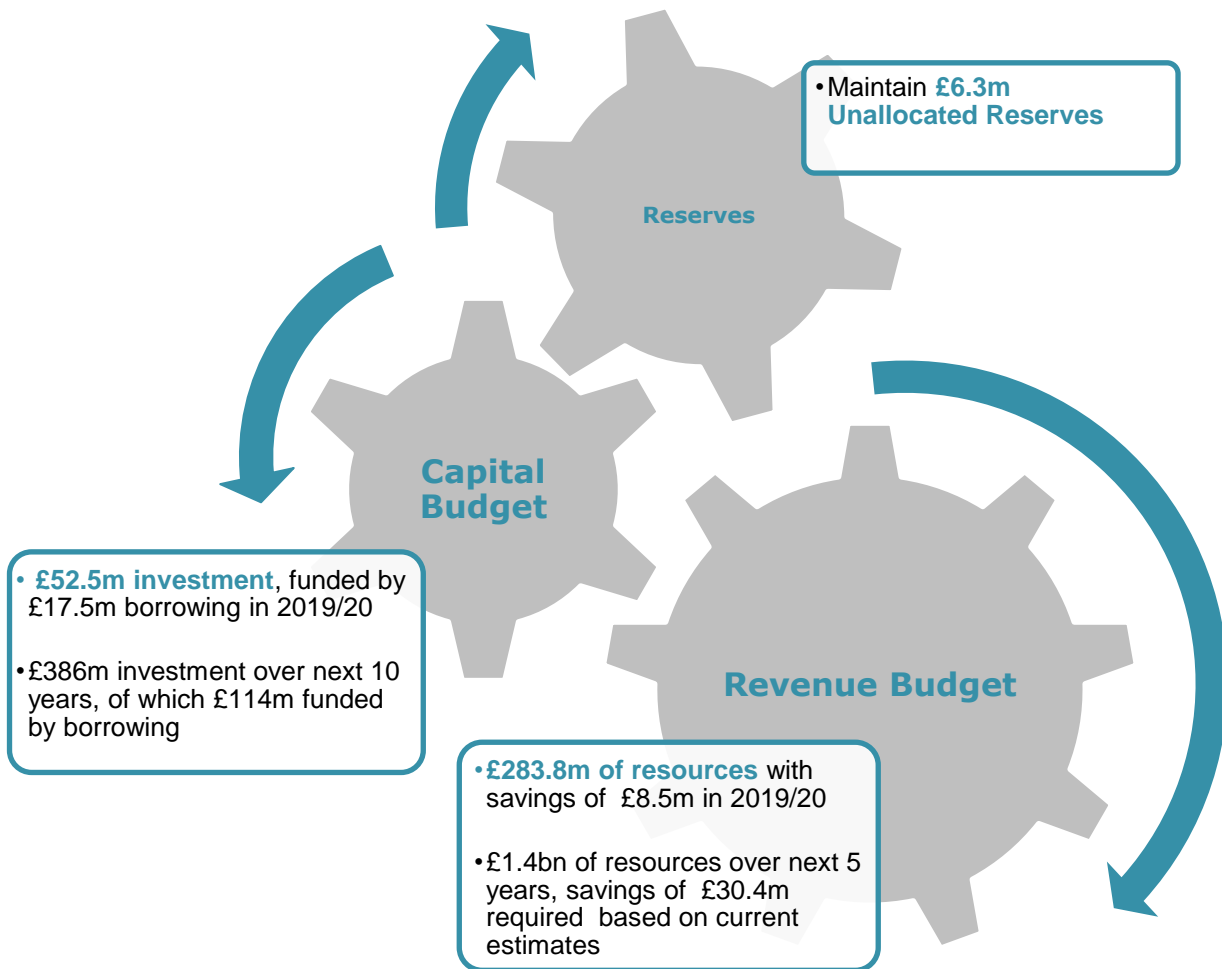 •Maintain £6.3m
Unallocated Reserves
Reserves
Capital
Budget
• £52.5m investment, funded by
£17.5m borrowing in 2019/20
•£386m investment over next 10
years, of which £114m funded
by borrowing
Revenue Budget
•£283.8m of resources with
savings of £8.5m in 2019/20
•£1.4bn of resources over next 5
years, savings of £30.4m
required based on current
estimates